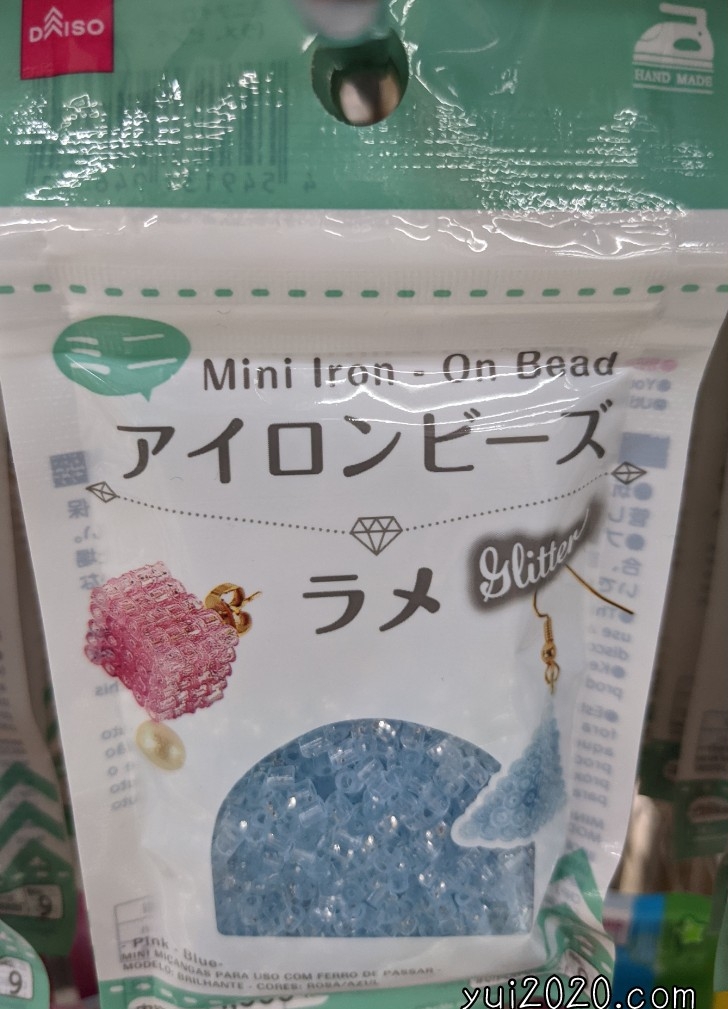 DAISO
HAND MADE
ミニ
Mini Iron - On Bead
アイロンビーズ
Glitter
ラメ
- Pink - Blue-
MINI MIÇANGAS PARA USO COM FERRO DE PASSAR -
MODELO: BRILHANTE - CORES: ROSA/AZUL
yui2020.com